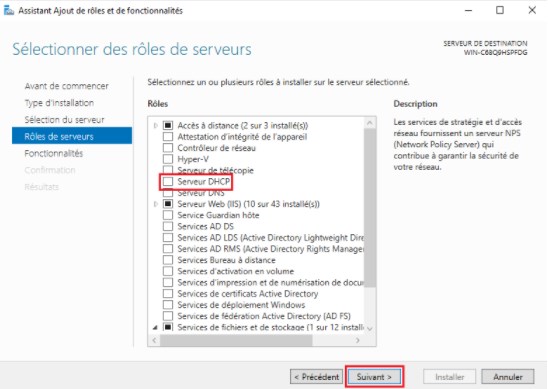 Assistant Ajout de rôles et de fonctionnalités
Sélectionner des rôles de serveurs
SERVEUR DE DESTINATION
WIN-C6BQ9HSPFDG
Avant de commencer
Type d'installation
Sélection du serveur
Rôles de serveurs
Fonctionnalités
Confirmation
Résultats
Sélectionnez un ou plusieurs rôles à installer sur le serveur sélectionné.
Rôles
Accès à distance (2 sur 3 installé(s))
Attestation d'intégrité de l'appareil
Contrôleur de réseau
Hyper-V
Serveur de télécopie
Serveur DHCP
Serveur DNS
Serveur Web (IIS) (10 sur 43 installé(s))
Service Guardian hôte
Services AD DS
Services AD LDS (Active Directory Lightweight Dire
Services AD RMS (Active Directory Rights Manage
Services Bureau à distance
Services d'activation en volume
Services d'impression et de numérisation de docu
Services de certificats Active Directory
Services de déploiement Windows
Services de fédération Active Directory (AD FS)
Services de fichiers et de stockage (1 sur 12 install
Description
Les services de stratégie et d'accès
réseau fournissent un serveur NPS
(Network Policy Server) qui
contribue à garantir la sécurité de
votre réseau.
< Précédent
Suivant >
Installer
Annuler